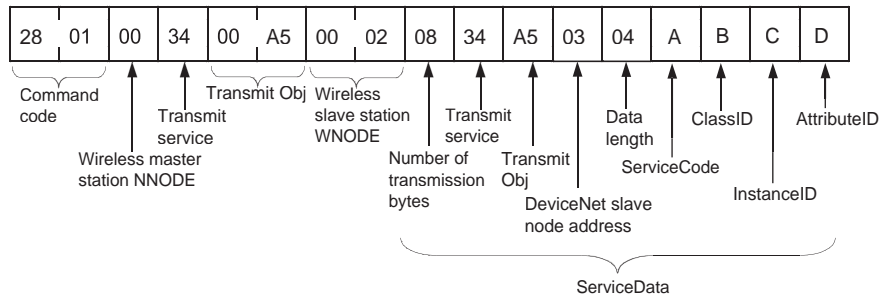 28 01 00 34 00 A5 00 02 08 34 A5 03 04 A B C D
Command
code
Wireless master
station NNODE
Transmit
service
Transmit Obj
Wireless
slave station
WNODE
Number of
transmission
bytes
Transmit
service
Transmit
Obj
DeviceNet slave
node address
Data
length
ServiceCode
ClassID
InstanceID
AttributeID
ServiceData